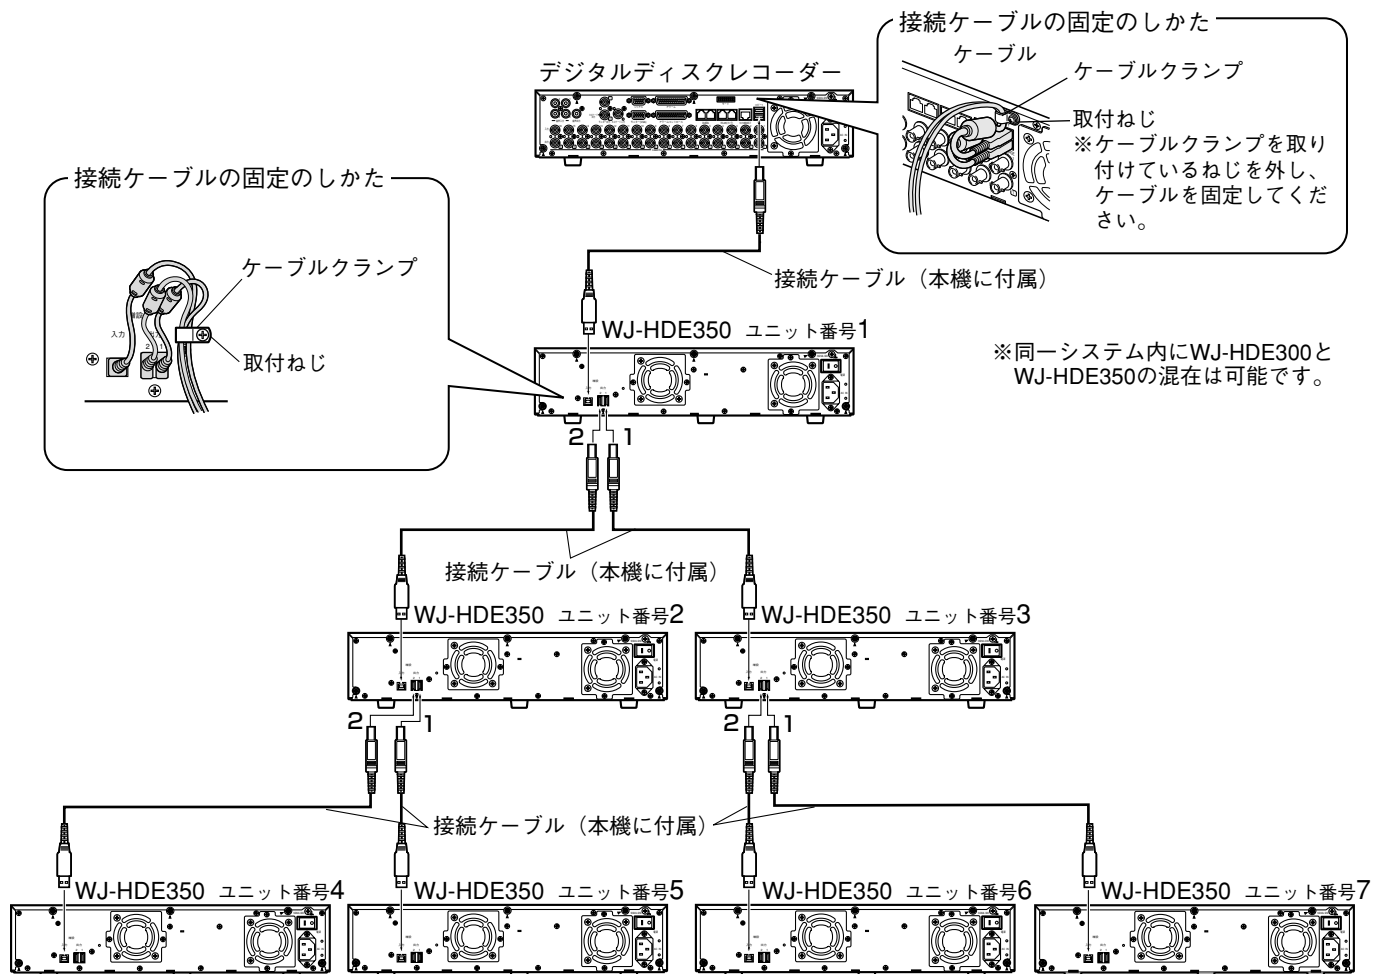 接続ケーブルの固定のしかた
ケーブル
ケーブルクランプ
取付ねじ
※ケーブルクランプを取り
付けているねじを外し、
ケーブルを固定してくだ
さい。
デジタルディスクレコーダー
接続ケーブルの固定のしかた
ケーブルクランプ
取付ねじ
入力
増設
出力
2 1
接続ケーブル（本機に付属）
WJ-HDE350 ユニット番号1
※同一システム内にWJ-HDE300と
WJ-HDE350の混在は可能です。
2 1
接続ケーブル（本機に付属）
WJ-HDE350 ユニット番号2
WJ-HDE350 ユニット番号3
2 1
2 1
接続ケーブル（本機に付属）
WJ-HDE350 ユニット番号4
WJ-HDE350 ユニット番号5
WJ-HDE350 ユニット番号6
WJ-HDE350 ユニット番号7